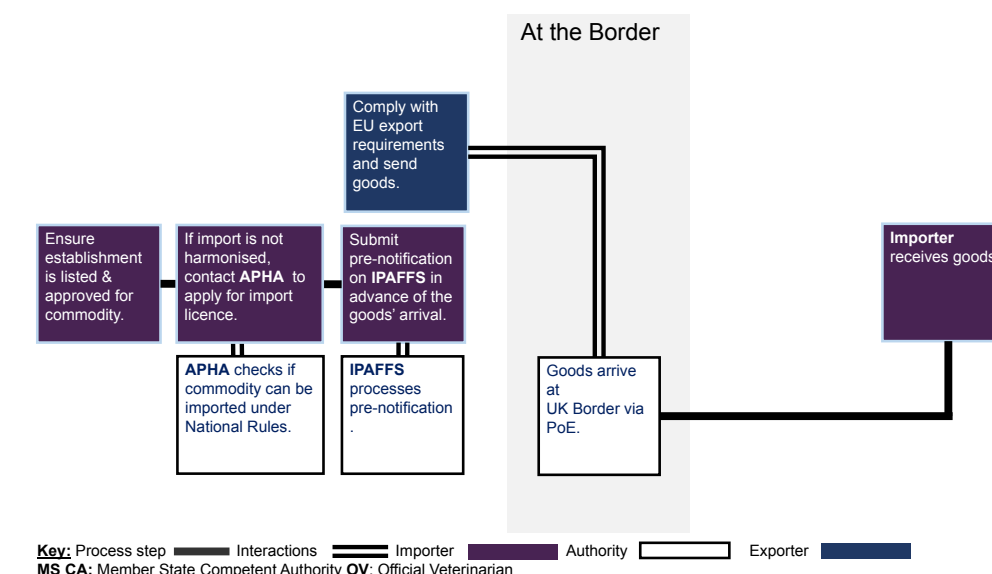 At the Border
Comply with
EU export
requirements
and send
goods.
Ensure
establishment
is listed &
approved for
commodity.
If import is not
harmonised,
contact APHA to
apply for import
licence.
Submit
pre-notification
on IPAFFS in
advance of the
goods' arrival.
Importer
receives goods
APHA checks if
commodity can be
imported under
National Rules.
IPAFFS
processes
pre-notification
.
Goods arrive
at
UK Border via
PoE.
Key: Process step Interactions Importer Authority Exporter
MS CA: Member State Competent Authority OV: Official Veterinarian